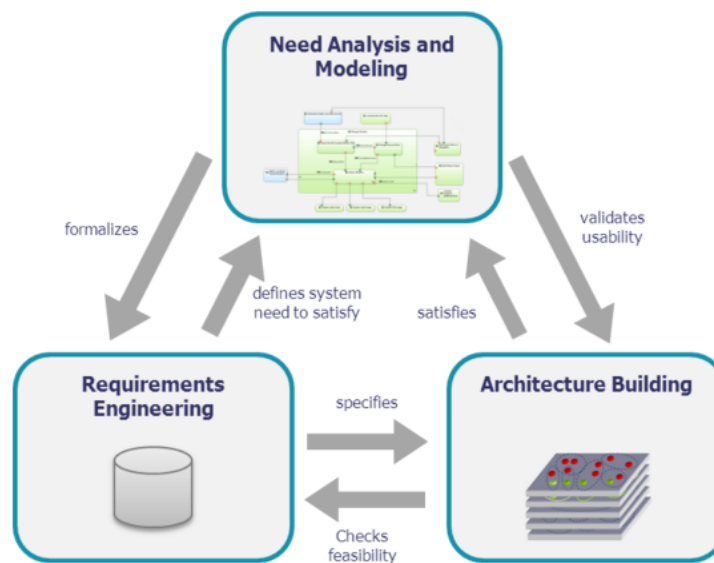 Need Analysis and
Modeling
formalizes
validates
usability
defines system
need to satisfy
satisfies
Requirements
Engineering
specifies
Architecture Building
Checks
feasibility